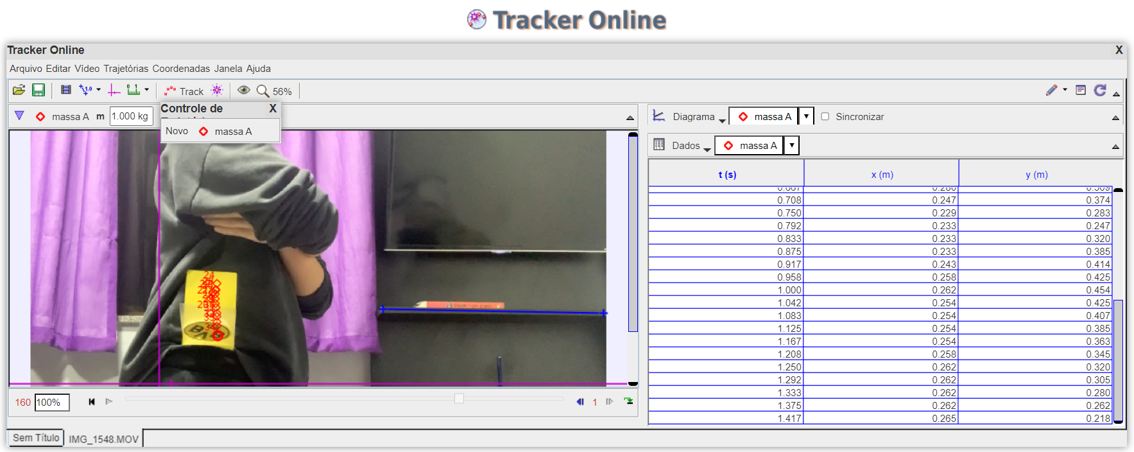 Tracker Online
Tracker Online X
Arquivo Editar Vídeo Trajetórias Coordenadas Janela Ajuda
Track 56%
massa A m 1.000 kg
Controle de X
Novo massa A
Diagrama massa A Sincronizar
Dados massa A
t (s) x (m) y (m)
0.708 0.247 0.374
0.750 0.229 0.283
0.792 0.233 0.247
0.833 0.233 0.320
0.875 0.233 0.385
0.917 0.243 0.414
0.958 0.258 0.425
1.000 0.262 0.454
1.042 0.254 0.425
1.083 0.254 0.407
1.125 0.254 0.385
1.167 0.254 0.363
1.208 0.258 0.345
1.250 0.262 0.320
1.292 0.262 0.305
1.333 0.262 0.280
1.375 0.262 0.262
1.417 0.265 0.218
160 100% 1
Sem Título IMG_1548.MOV